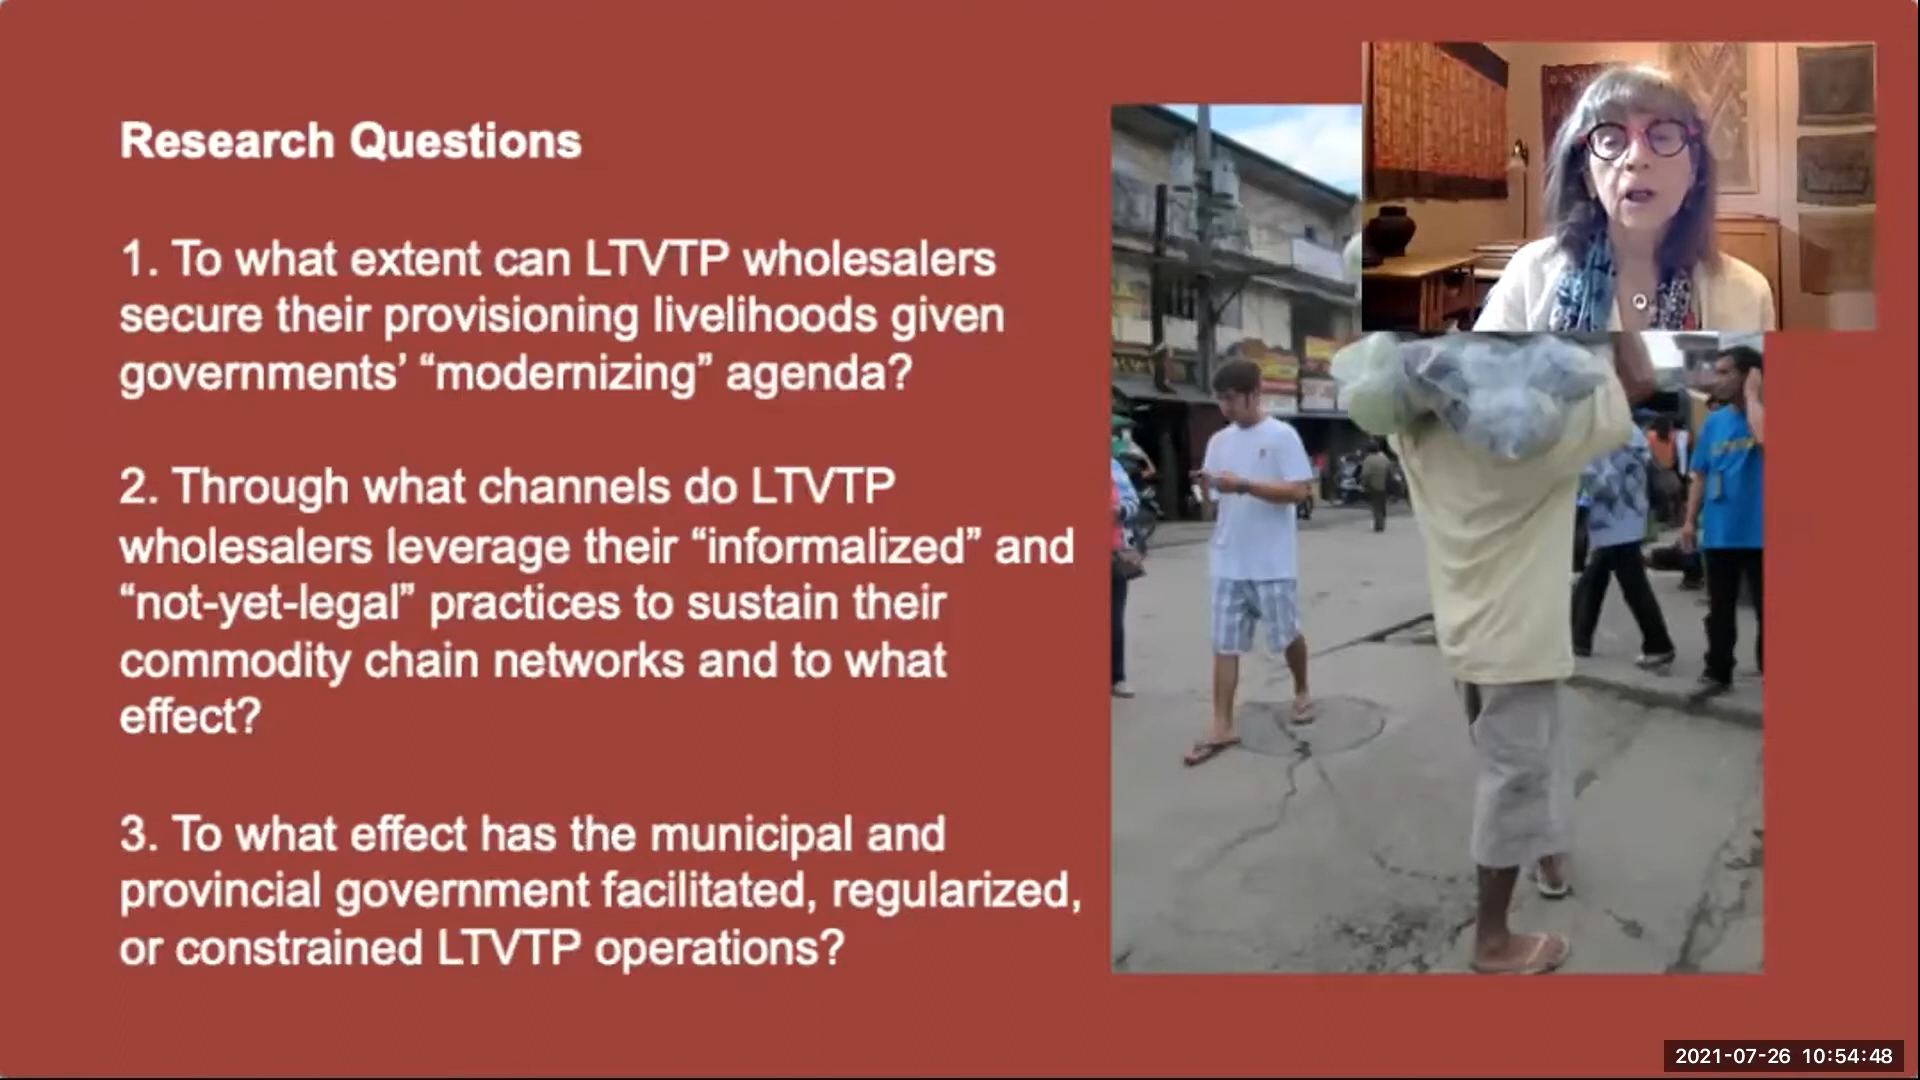 Research Questions
1. To what extent can LTVTP wholesalers
secure their provisioning livelihoods given
governments’ “modernizing” agenda?
2. Through what channels do LTVTP
wholesalers leverage their “informalized” and
“not-yet-legal” practices to sustain their
commodity chain networks and to what
effect?
3. To what effect has the municipal and
provincial government facilitated, regularized,
or constrained LTVTP operations?
2021-07-26 10:54:48